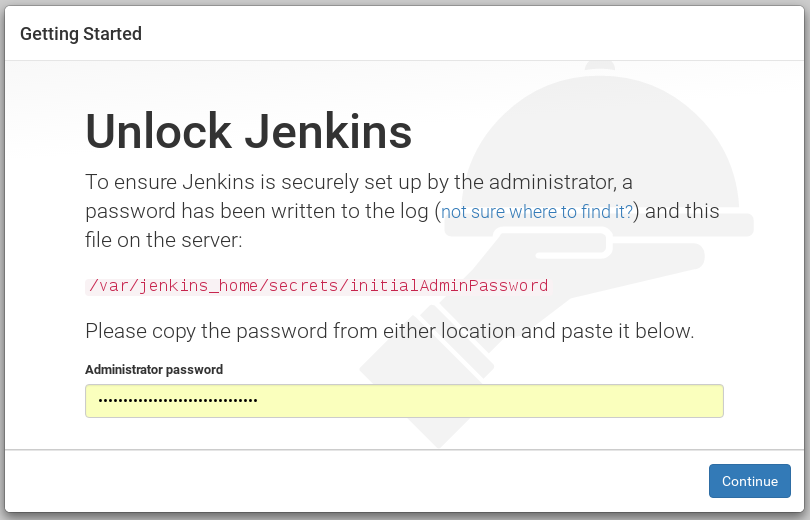 Getting Started
Unlock Jenkins
To ensure Jenkins is securely set up by the administrator, a
password has been written to the log (not sure where to find it?) and this
file on the server:
/var/jenkins_home/secrets/initialAdminPassword
Please copy the password from either location and paste it below.
Administrator password
••••••••••••••••••••••••••••••••
Continue